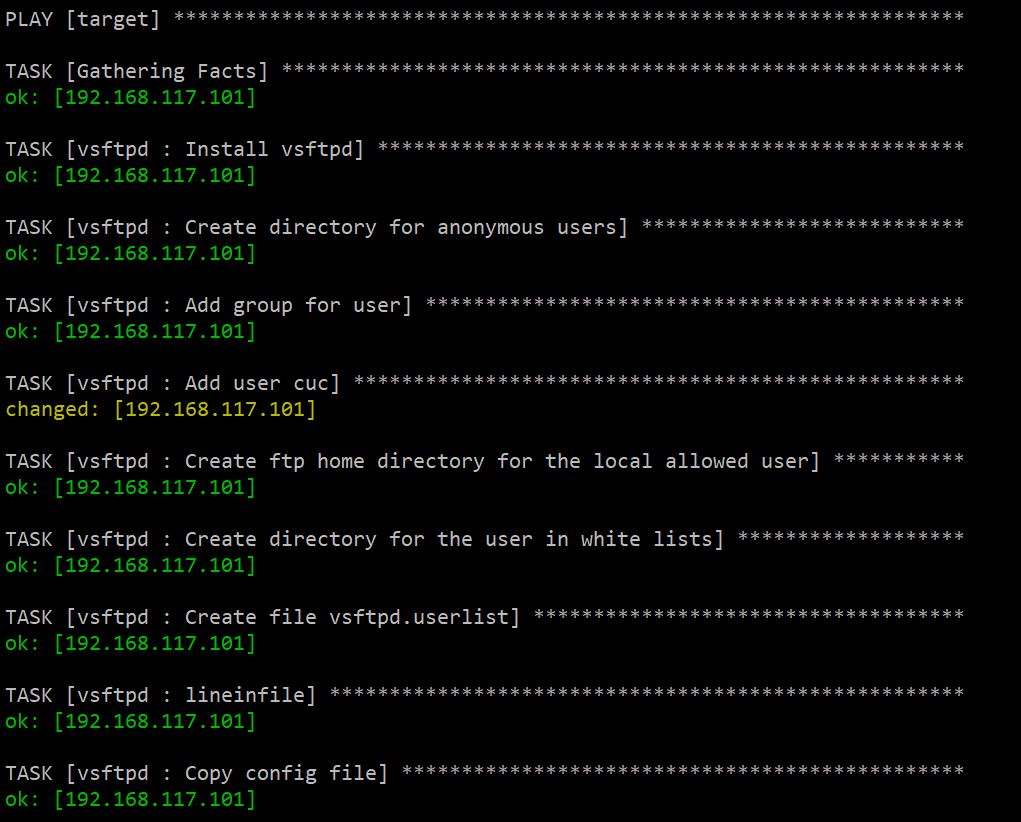 PLAY [target] ******************************************************************
TASK [Gathering Facts] *********************************************************
ok: [192.168.117.101]
TASK [vsftpd : Install vsftpd] *************************************************
ok: [192.168.117.101]
TASK [vsftpd : Create directory for anonymous users] ***************************
ok: [192.168.117.101]
TASK [vsftpd : Add group for user] *********************************************
ok: [192.168.117.101]
TASK [vsftpd : Add user cuc] ***************************************************
changed: [192.168.117.101]
TASK [vsftpd : Create ftp home directory for the local allowed user] ***********
ok: [192.168.117.101]
TASK [vsftpd : Create directory for the user in white lists] *******************
ok: [192.168.117.101]
TASK [vsftpd : Create file vsftpd.userlist] ************************************
ok: [192.168.117.101]
TASK [vsftpd : lineinfile] *****************************************************
ok: [192.168.117.101]
TASK [vsftpd : Copy config file] ***********************************************
ok: [192.168.117.101]